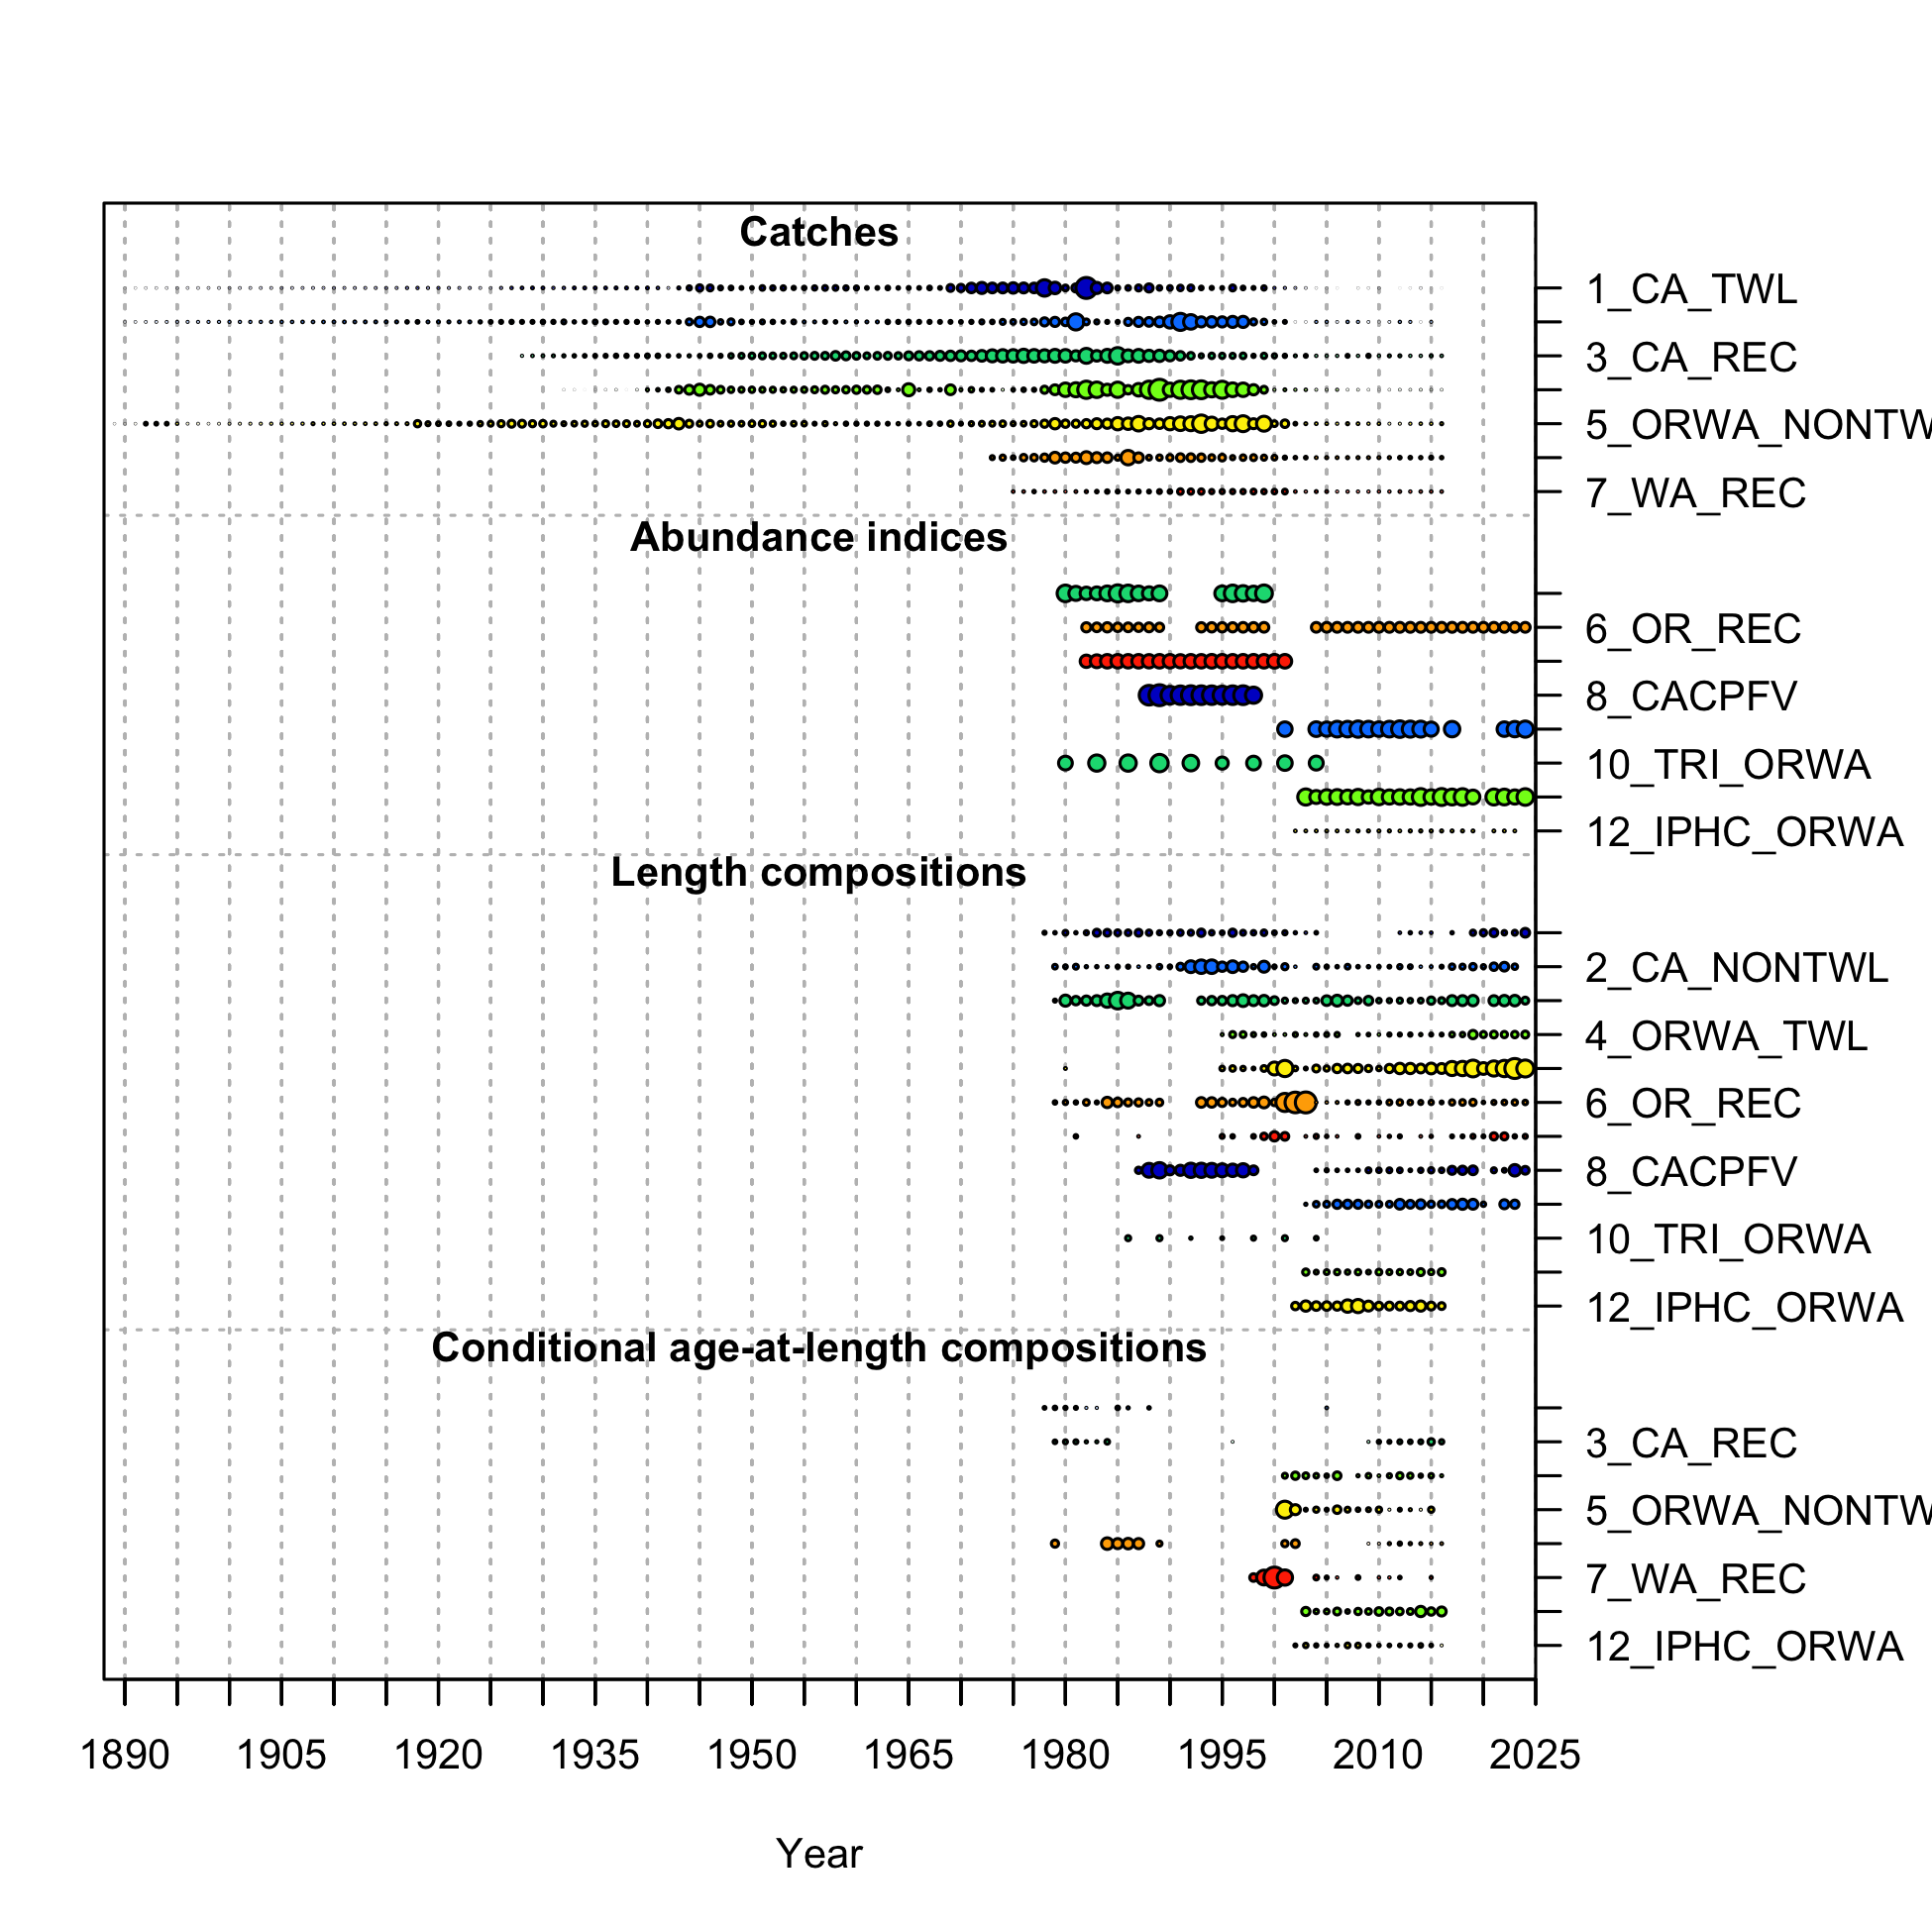 Catches
1_CA_TWL
3_CA_REC
5_ORWA_NONTW
7_WA_REC
Abundance indices
6_OR_REC
8_CACPFV
10_TRI_ORWA
12_IPHC_ORWA
Length compositions
2_CA_NONTWL
4_ORWA_TWL
6_OR_REC
8_CACPFV
10_TRI_ORWA
12_IPHC_ORWA
Conditional age-at-length compositions
3_CA_REC
5_ORWA_NONTW
7_WA_REC
12_IPHC_ORWA
1890 1905 1920 1935 1950 1965 1980 1995 2010 2025
Year